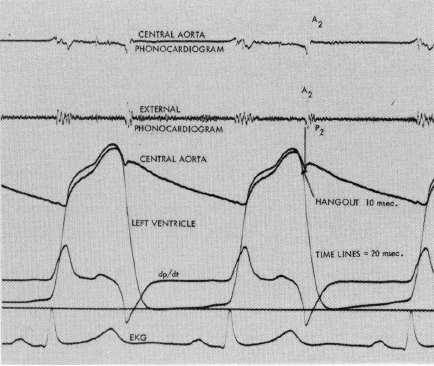 A2
CENTRAL AORTA
PHONOCARDIOGRAM
A2
EXTERNAL
PHONOCARDIOGRAM
P2
CENTRAL AORTA
HANGOUT 10 msec.
LEFT VENTRICLE
TIME LINES = 20 msec.
dp/dt
EKG